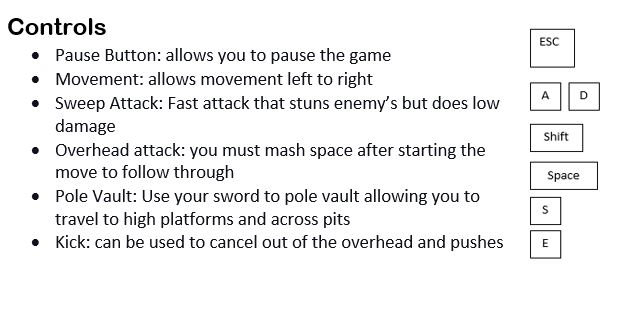 Controls
• Pause Button: allows you to pause the game
• Movement: allows movement left to right
• Sweep Attack: Fast attack that stuns enemy's but does low
damage
• Overhead attack: you must mash space after starting the
move to follow through
• Pole Vault: Use your sword to pole vault allowing you to
travel to high platforms and across pits
• Kick: can be used to cancel out of the overhead and pushes
ESC
A D
Shift
Space
S
E